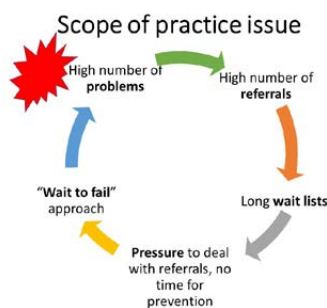 Scope of practice issue
High number of
problems
High number of
referrals
Long wait lists
Pressure to deal
with referrals, no
time for
prevention
“Wait to fail”
approach